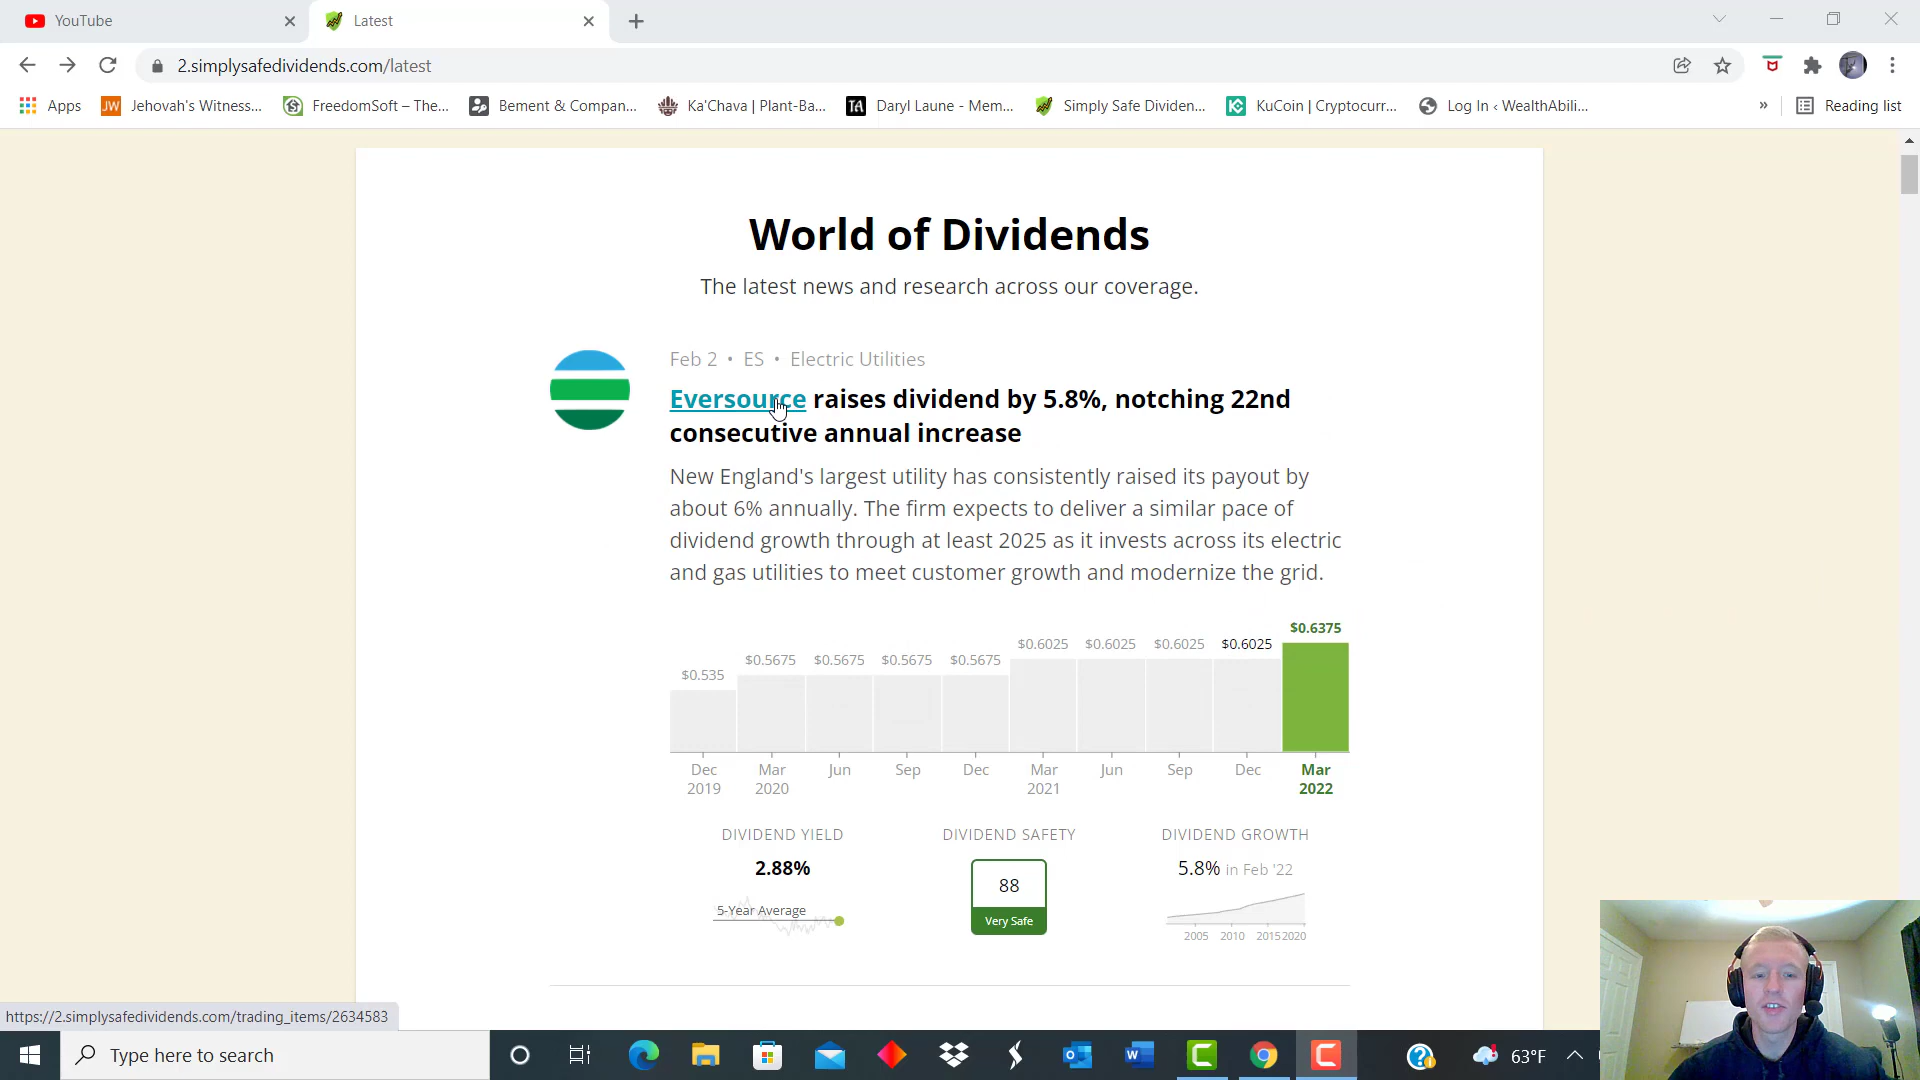 YouTube
Latest
2.simplysafedividends.com/latest
Apps
JW
Jehovah's Witness...
FreedomSoft – The...
Bement & Compan...
Ka'Chava | Plant-Ba...
TA
Daryl Laune - Mem...
Simply Safe Dividen...
KuCoin | Cryptocurr...
Log In ‹ WealthAbili...
»
Reading list
World of Dividends
The latest news and research across our coverage.
Feb 2 • ES • Electric Utilities
Eversource raises dividend by 5.8%, notching 22nd
consecutive annual increase
New England's largest utility has consistently raised its payout by
about 6% annually. The firm expects to deliver a similar pace of
dividend growth through at least 2025 as it invests across its electric
and gas utilities to meet customer growth and modernize the grid.
$0.535 $0.5675 $0.5675 $0.5675 $0.5675 $0.6025 $0.6025 $0.6025 $0.6025 $0.6375
Dec Mar Jun Sep Dec Mar Jun Sep Dec Mar
2019 2020 2021 2022
DIVIDEND YIELD DIVIDEND SAFETY DIVIDEND GROWTH
2.88% 88 5.8% in Feb '22
5-Year Average Very Safe
2005 2010 2015 2020
https://2.simplysafedividends.com/trading_items/2634583
Type here to search
63°F